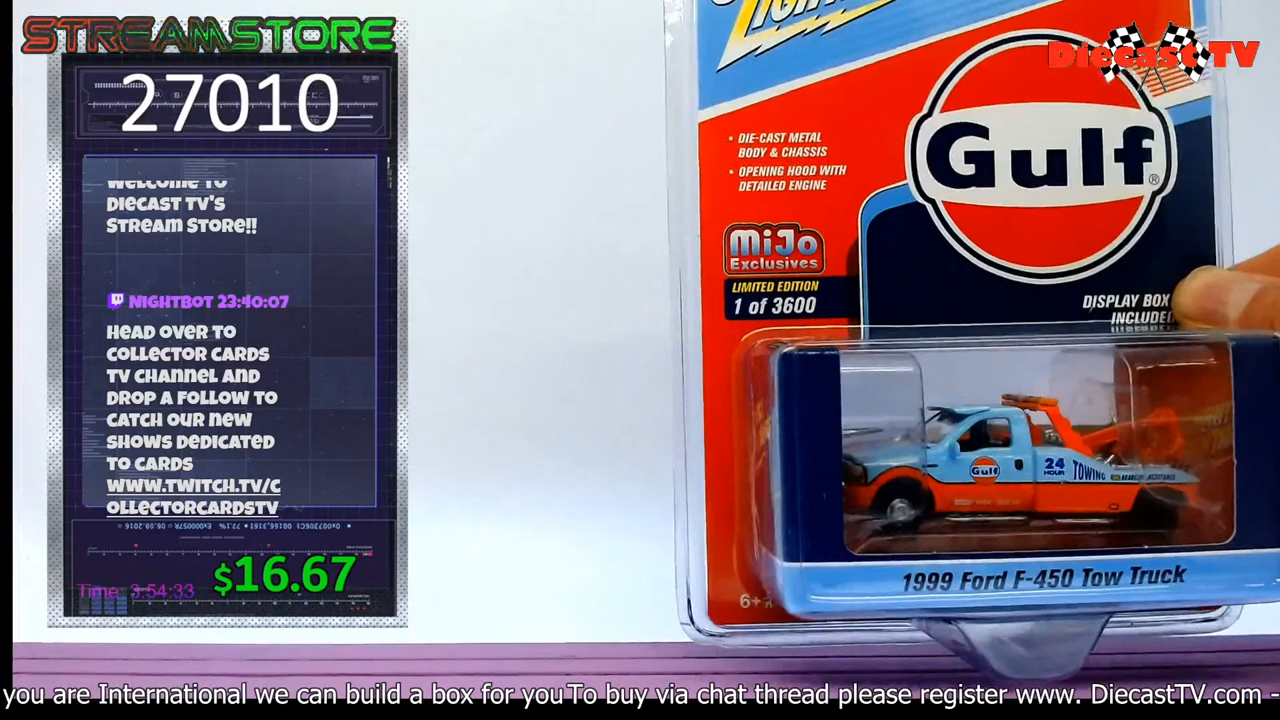 STREAMSTORE
27010
Welcome to
Diecast TV's
Stream Store!!
Nightbot 23:40:07
Head over to
Collector Cards
TV channel and
drop a follow to
catch our new
shows dedicated
to cards
www.twitch.tv/c
ollectorcardstv
Time: 3:54:33
$16.67
Diecast TV
• DIE-CAST METAL
BODY & CHASSIS
• OPENING HOOD WITH
DETAILED ENGINE
Gulf®
MiJo
Exclusives
LIMITED EDITION
1 of 3600
DISPLAY BOX
INCLUDED
Gulf
24
HOUR
TOWING
1999 Ford F-450 Tow Truck
6+
you are International we can build a box for youTo buy via chat thread please register www. DiecastTV.com -